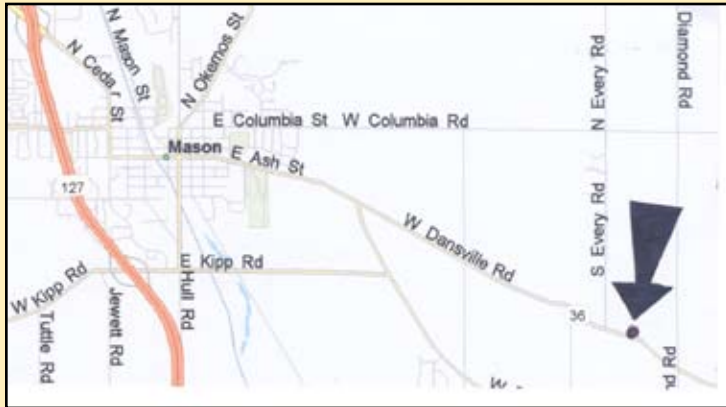 N Cedar St
N Mason St
N Okemos St
N Every Rd
Diamond Rd
E Columbia St W Columbia Rd
Mason
E Ash St
127
W Dansville Rd
S Every Rd
E Kipp Rd
Hull Rd
W Kipp Rd
Jewett Rd
Tuttle Rd
36
Rd